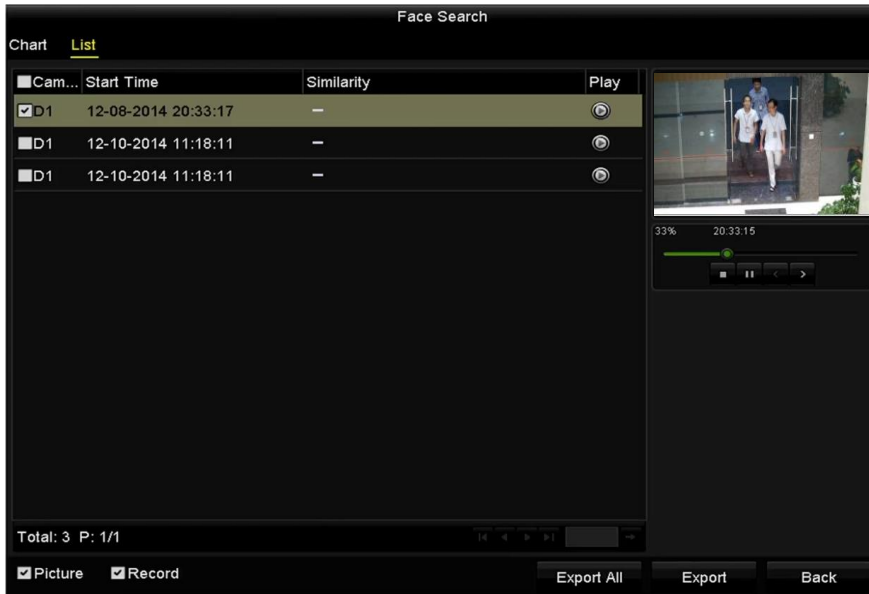 Face Search
Chart List
Cam... Start Time Similarity Play
D1 12-08-2014 20:33:17 –
D1 12-10-2014 11:18:11 –
D1 12-10-2014 11:18:11 –
33% 20:33:15
Total: 3 P: 1/1
Picture Record Export All Export Back